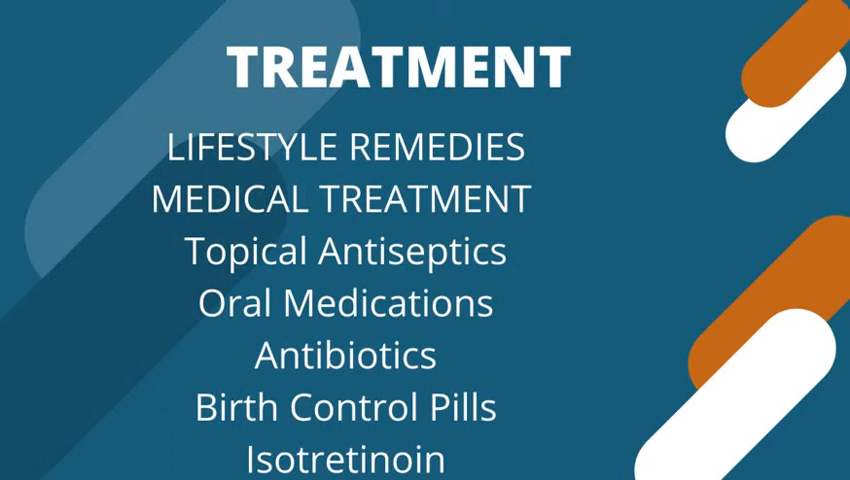 TREATMENT
LIFESTYLE REMEDIES
MEDICAL TREATMENT
Topical Antiseptics
Oral Medications
Antibiotics
Birth Control Pills
Isotretinoin